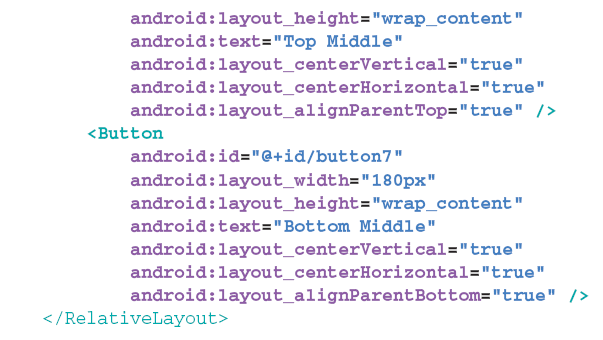 android:layout_height="wrap_content"
android:text="Top Middle"
android:layout_centerVertical="true"
android:layout_centerHorizontal="true"
android:layout_alignParentTop="true" />
<Button
android:id="@+id/button7"
android:layout_width="180px"
android:layout_height="wrap_content"
android:text="Bottom Middle"
android:layout_centerVertical="true"
android:layout_centerHorizontal="true"
android:layout_alignParentBottom="true" />
</RelativeLayout>